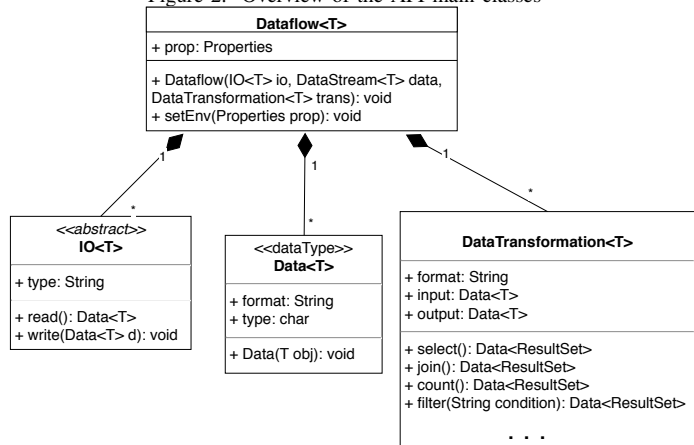 Figure 2. Overview of the API main classes
Dataflow<T>
+ prop: Properties
+ Dataflow(IO<T> io, DataStream<T> data,
DataTransformation<T> trans): void
+ setEnv(Properties prop): void
1
1
1
*
*
*
<<abstract>>
IO<T>
+ type: String
+ read(): Data<T>
+ write(Data<T> d): void
<<dataType>>
Data<T>
+ format: String
+ type: char
+ Data(T obj): void
DataTransformation<T>
+ format: String
+ input: Data<T>
+ output: Data<T>
+ select(): Data<ResultSet>
+ join(): Data<ResultSet>
+ count(): Data<ResultSet>
+ filter(String condition): Data<ResultSet>
. . .